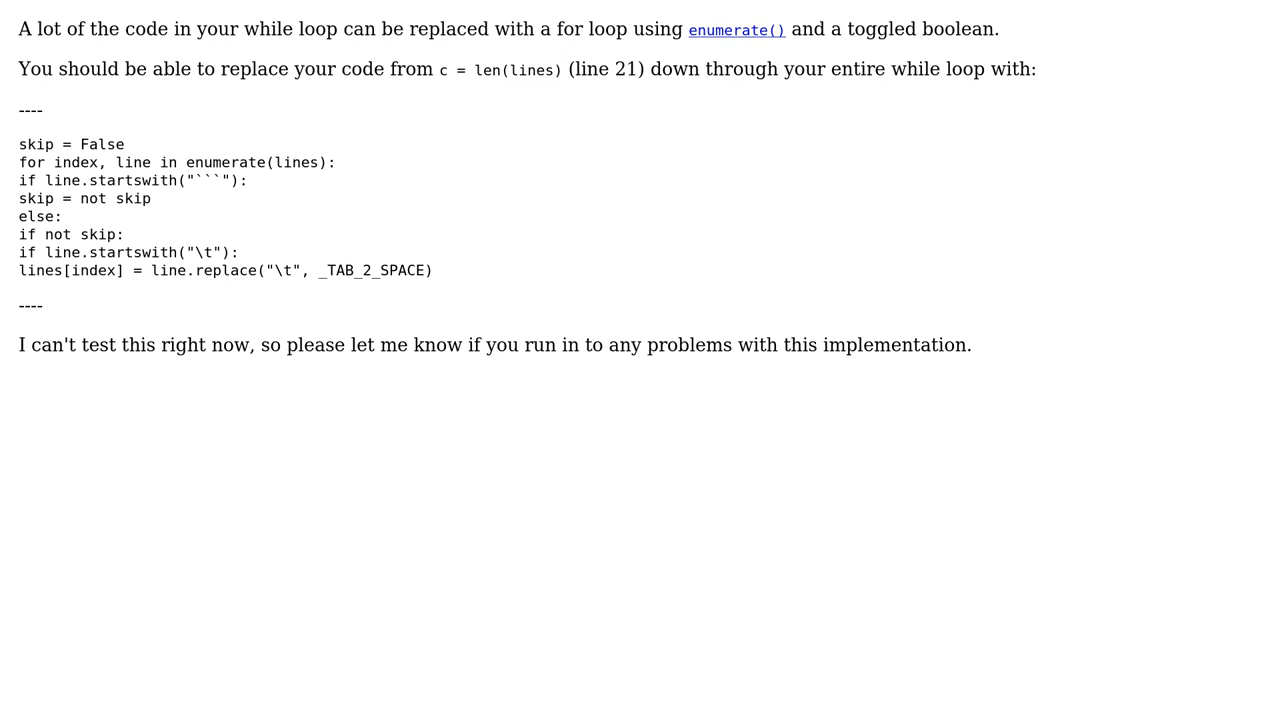 A lot of the code in your while loop can be replaced with a for loop using enumerate() and a toggled boolean.
You should be able to replace your code from c = len(lines) (line 21) down through your entire while loop with:
----
skip = False
for index, line in enumerate(lines):
if line.startswith("```"):
skip = not skip
else:
if not skip:
if line.startswith("\t"):
lines[index] = line.replace("\t", _TAB_2_SPACE)
----
I can't test this right now, so please let me know if you run in to any problems with this implementation.